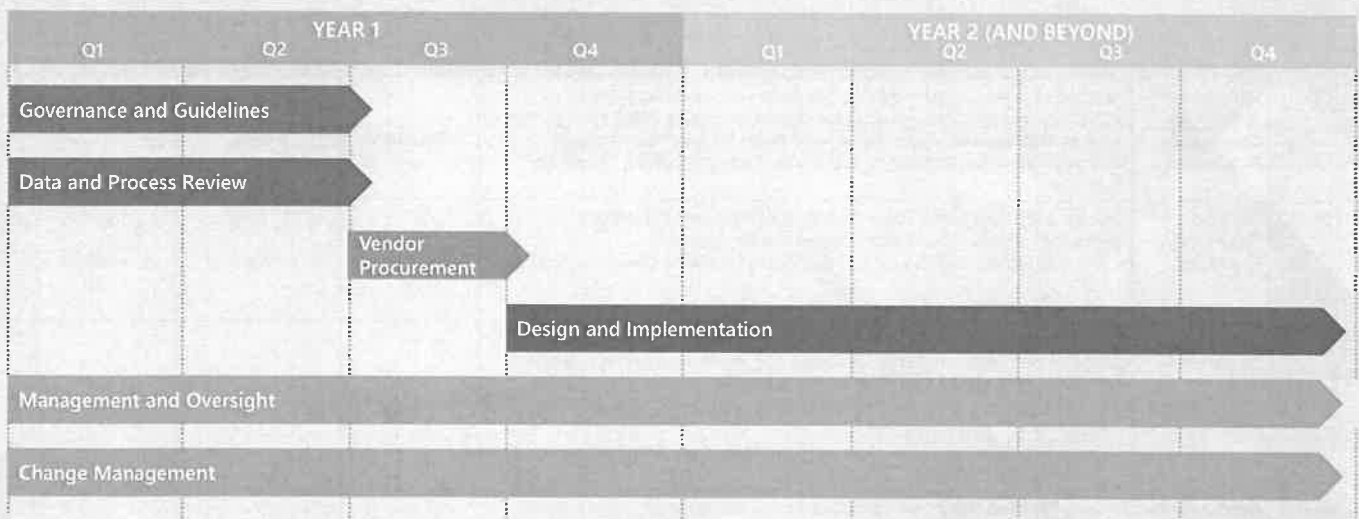 YEAR 1
Q1 Q2 Q3 Q4
YEAR 2 (AND BEYOND)
Q1 Q2 Q3 Q4
Governance and Guidelines
Data and Process Review
Vendor
Procurement
Design and Implementation
Management and Oversight
Change Management